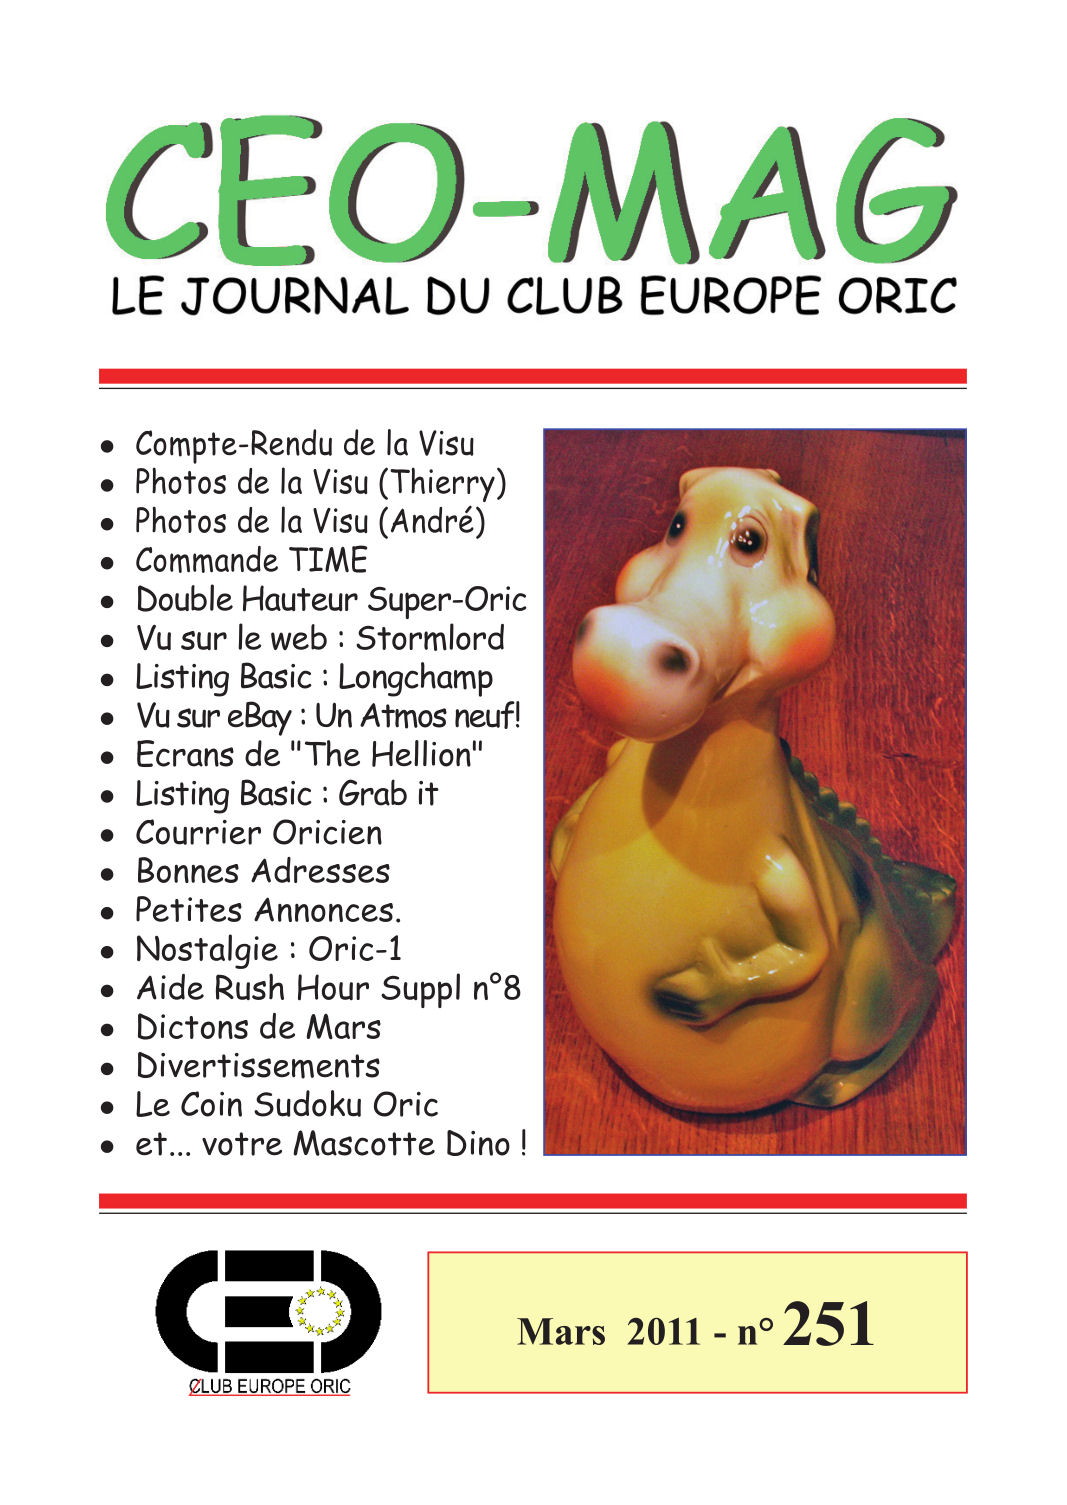 CEO-MAG
LE JOURNAL DU CLUB EUROPE ORIC
● Compte-Rendu de la Visu
● Photos de la Visu (Thierry)
● Photos de la Visu (André)
● Commande TIME
● Double Hauteur Super-Oric
● Vu sur le web : Stormlord
● Listing Basic : Longchamp
● Vu sur eBay : Un Atmos neuf!
● Ecrans de "The Hellion"
● Listing Basic : Grab it
● Courrier Oricien
● Bonnes Adresses
● Petites Annonces.
● Nostalgie : Oric-1
● Aide Rush Hour Suppl n°8
● Dictons de Mars
● Divertissements
● Le Coin Sudoku Oric
● et... votre Mascotte Dino !
CEO
CLUB EUROPE ORIC
Mars 2011 - n° 251